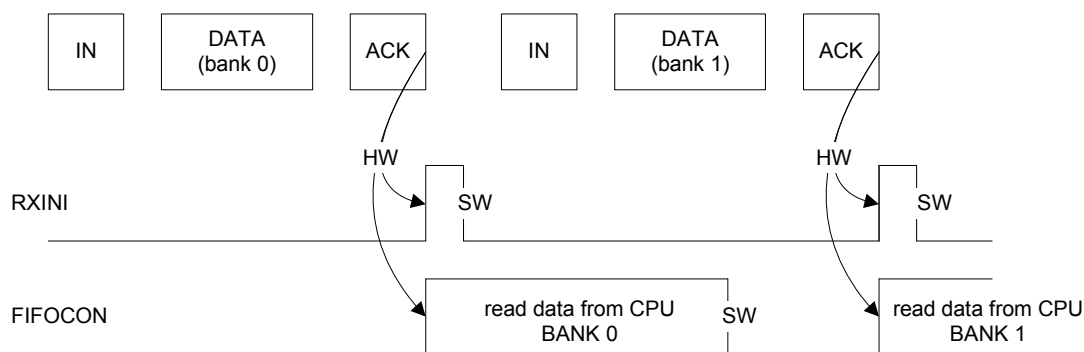 IN
DATA
(bank 0)
ACK
IN
DATA
(bank 1)
ACK
HW
HW
RXINI
SW
SW
FIFOCON
read data from CPU
BANK 0
SW
read data from CPU
BANK 1